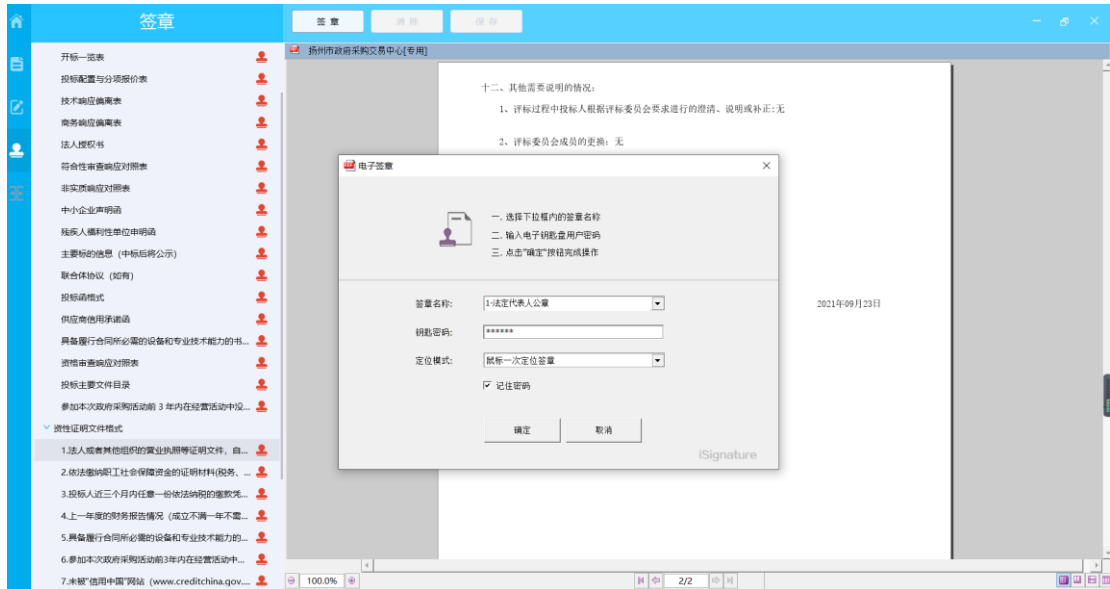 签章
签 章
清 除
保 存
扬州市政府采购交易中心[专用]
开标一览表
投标配置与分项报价表
技术响应偏离表
商务响应偏离表
法人授权书
符合性审查响应对照表
非实质响应对照表
中小企业声明函
残疾人福利性单位申明函
主要标的信息（中标后将公示）
联合体协议（如有）
投标函格式
供应商信用承诺函
具备履行合同所必需的设备和专业技术能力的书...
资格审查响应对照表
投标主要文件目录
参加本次政府采购活动前 3 年内在经营活动中没...
资性证明文件格式
1.法人或者其他组织的营业执照等证明文件，自...
2.依法缴纳职工社会保障资金的证明材料(税务、...
3.投标人近三个月内任意一份依法纳税的缴款凭...
4.上一年度的财务报告情况（成立不满一年不需...
5.具备履行合同所必需的设备和专业技术能力的...
6.参加本次政府采购活动前3年内在经营活动中...
7.未被“信用中国”网站（www.creditchina.gov....
十二、其他需要说明的情况：
1、评标过程中投标人根据评标委员会要求进行的澄清、说明或补正:无
2、评标委员会成员的更换：无
2021年09月23日
电子签章
一. 选择下拉框内的签章名称
二. 输入电子钥匙盘用户密码
三. 点击“确定”按钮完成操作
签章名称:
1-法定代表人公章
钥匙密码:
******
定位模式:
鼠标一次定位签章
记住密码
确定
取消
iSignature
100.0%
2/2